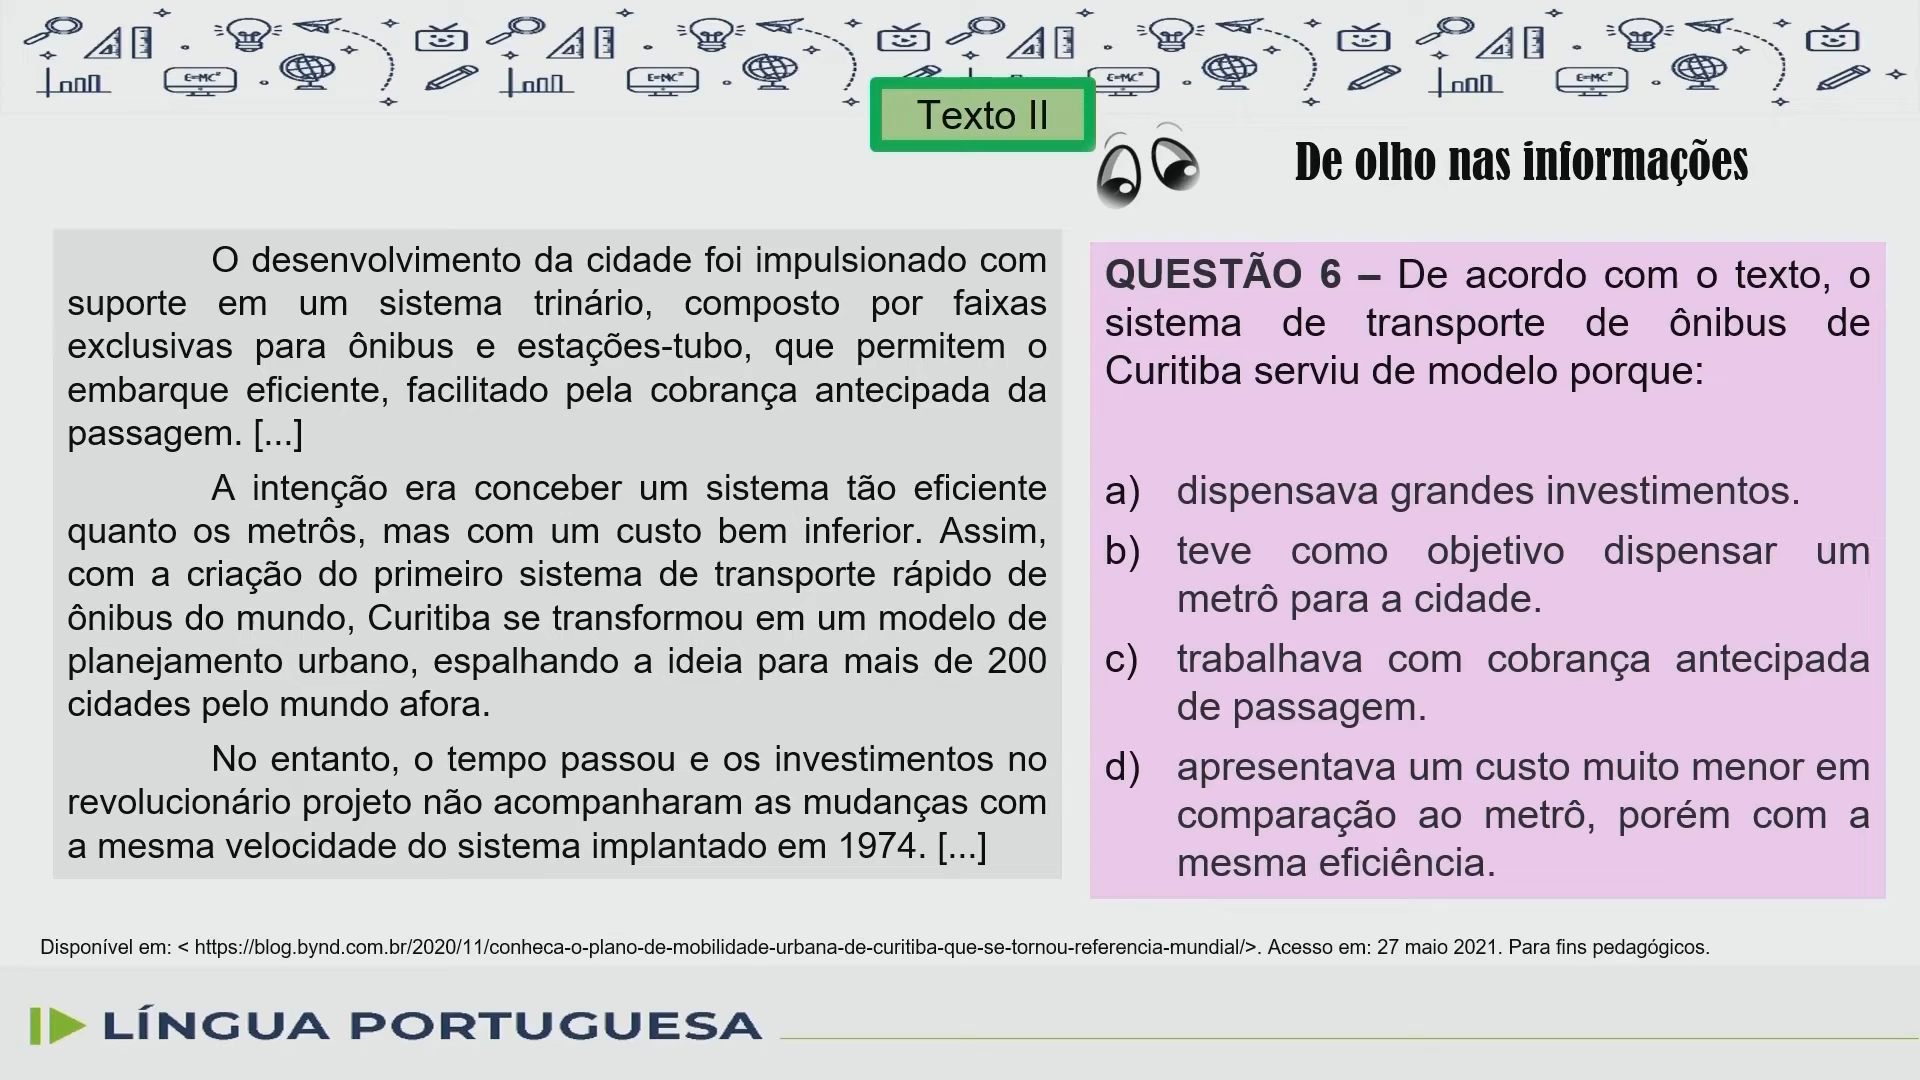 E=MC²
E=MC²
E=MC²
E=MC²
Texto II
De olho nas informações
O desenvolvimento da cidade foi impulsionado com
suporte em um sistema trinário, composto por faixas
exclusivas para ônibus e estações-tubo, que permitem o
embarque eficiente, facilitado pela cobrança antecipada da
passagem. [...]
A intenção era conceber um sistema tão eficiente
quanto os metrôs, mas com um custo bem inferior. Assim,
com a criação do primeiro sistema de transporte rápido de
ônibus do mundo, Curitiba se transformou em um modelo de
planejamento urbano, espalhando a ideia para mais de 200
cidades pelo mundo afora.
No entanto, o tempo passou e os investimentos no
revolucionário projeto não acompanharam as mudanças com
a mesma velocidade do sistema implantado em 1974. [...]
QUESTÃO 6 – De acordo com o texto, o
sistema de transporte de ônibus de
Curitiba serviu de modelo porque:
a) dispensava grandes investimentos.
b) teve como objetivo dispensar um
metrô para a cidade.
c) trabalhava com cobrança antecipada
de passagem.
d) apresentava um custo muito menor em
comparação ao metrô, porém com a
mesma eficiência.
Disponível em: < https://blog.bynd.com.br/2020/11/conheca-o-plano-de-mobilidade-urbana-de-curitiba-que-se-tornou-referencia-mundial/>. Acesso em: 27 maio 2021. Para fins pedagógicos.
LÍNGUA PORTUGUESA